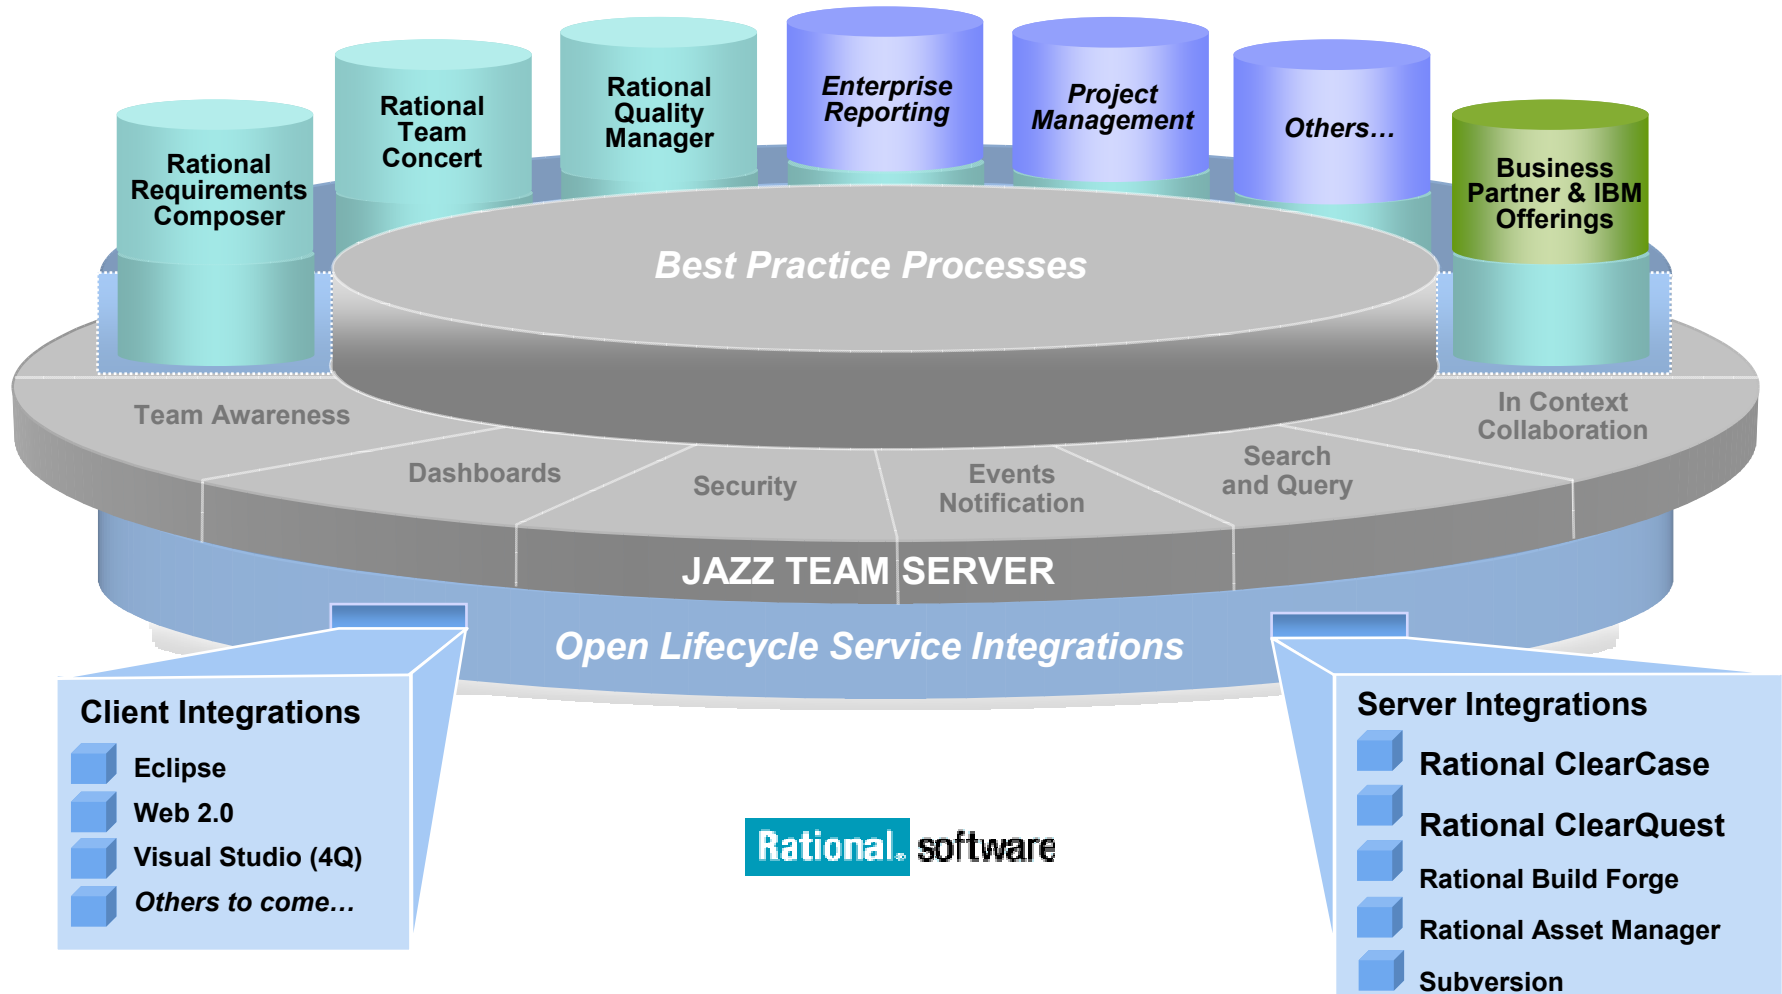 Rational
Requirements
Composer
Rational
Team
Concert
Rational
Quality
Manager
Enterprise
Reporting
Project
Management
Others…
Business
Partner & IBM
Offerings
Best Practice Processes
Team Awareness
Dashboards
Security
Events
Notification
Search
and Query
In Context
Collaboration
JAZZ TEAM SERVER
Open Lifecycle Service Integrations
Client Integrations
Eclipse
Web 2.0
Visual Studio (4Q)
Others to come…
Rational® software
Server Integrations
Rational ClearCase
Rational ClearQuest
Rational Build Forge
Rational Asset Manager
Subversion